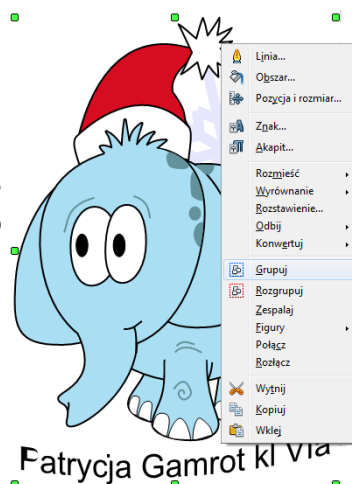 Linia...
Obszar...
Pozycja i rozmiar...
Znak...
Akapit...
Rozmieść
Wyrównanie
Rozstawienie...
Odbij
Konwertuj
Grupuj
Rozgrupuj
Zespalaj
Figury
Połącz
Rozłącz
Wytnij
Kopiuj
Wklej
Patrycja Gamrot kl VIa